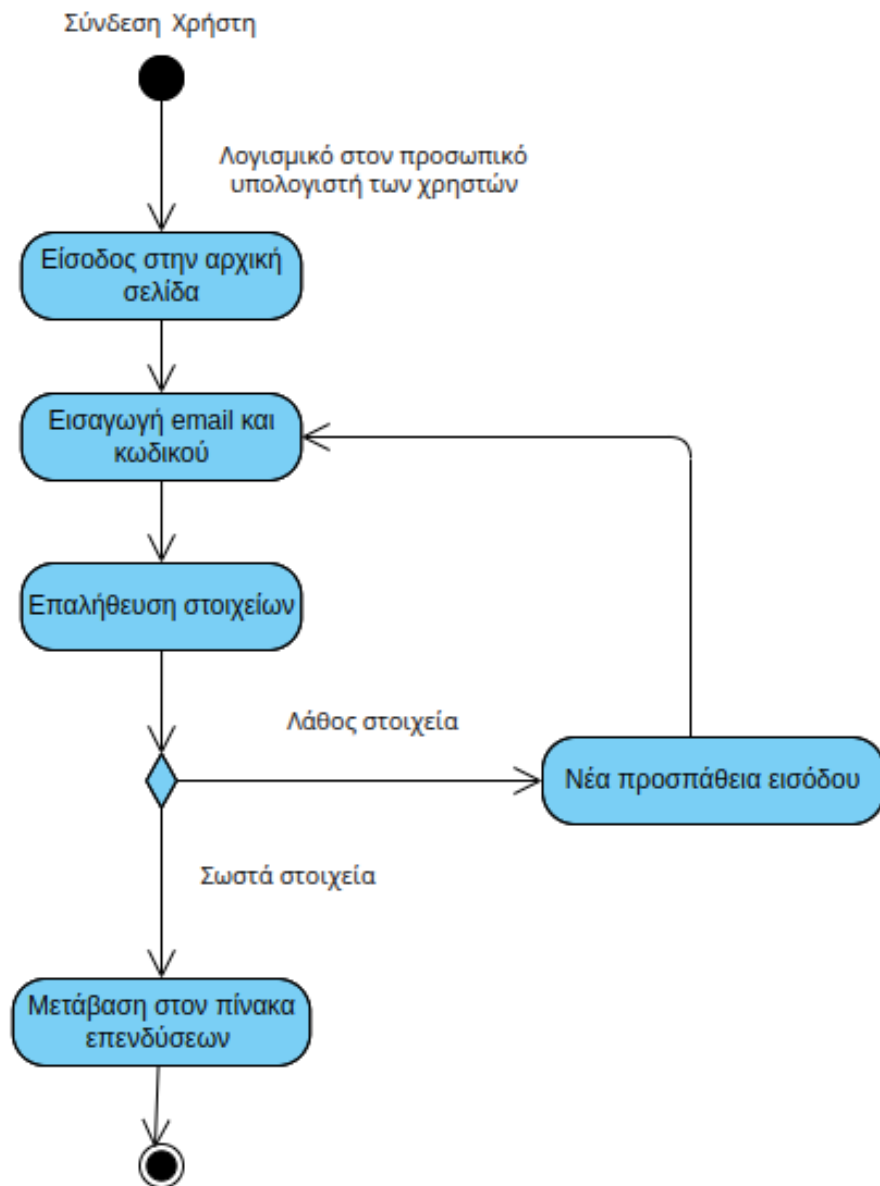 Σύνδεση Χρήστη
Λογισμικό στον προσωπικό
υπολογιστή των χρηστών
Είσοδος στην αρχική
σελίδα
Εισαγωγή email και
κωδικού
Επαλήθευση στοιχείων
Λάθος στοιχεία
Νέα προσπάθεια εισόδου
Σωστά στοιχεία
Μετάβαση στον πίνακα
επενδύσεων